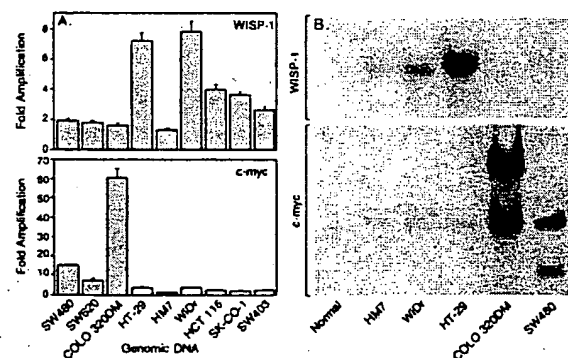 A.
WISP-1
Fold Amplification
8
6
4
2
0
c-myc
Fold Amplification
70
60
50
40
30
20
10
0
SW480
SW620
COLO 320DM
HT-29
HM7
WiDr
HCT 116
SK-CO-1
SW403
Genomic DNA
B.
WISP-1
c-myc
Normal
HM7
WiDr
HT-29
COLO 320DM
SW480